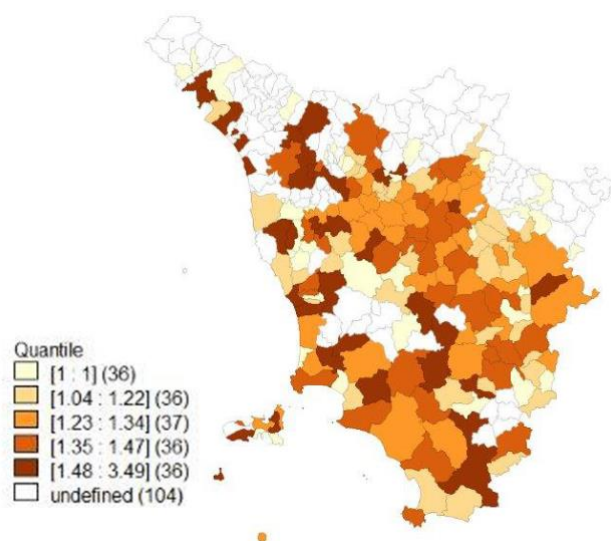 Quantile
[1 : 1] (36)
[1.04 : 1.22] (36)
[1.23 : 1.34] (37)
[1.35 : 1.47] (36)
[1.48 : 3.49] (36)
undefined (104)